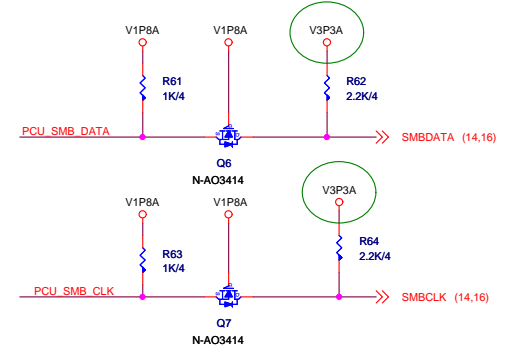 V1P8A V1P8A V3P3A
R61 R62
1K/4 2.2K/4
PCU_SMB_DATA SMBDATA (14,16)
Q6
N-AO3414
V1P8A V1P8A V3P3A
R63 R64
1K/4 2.2K/4
PCU_SMB_CLK SMBCLK (14,16)
Q7
N-AO3414